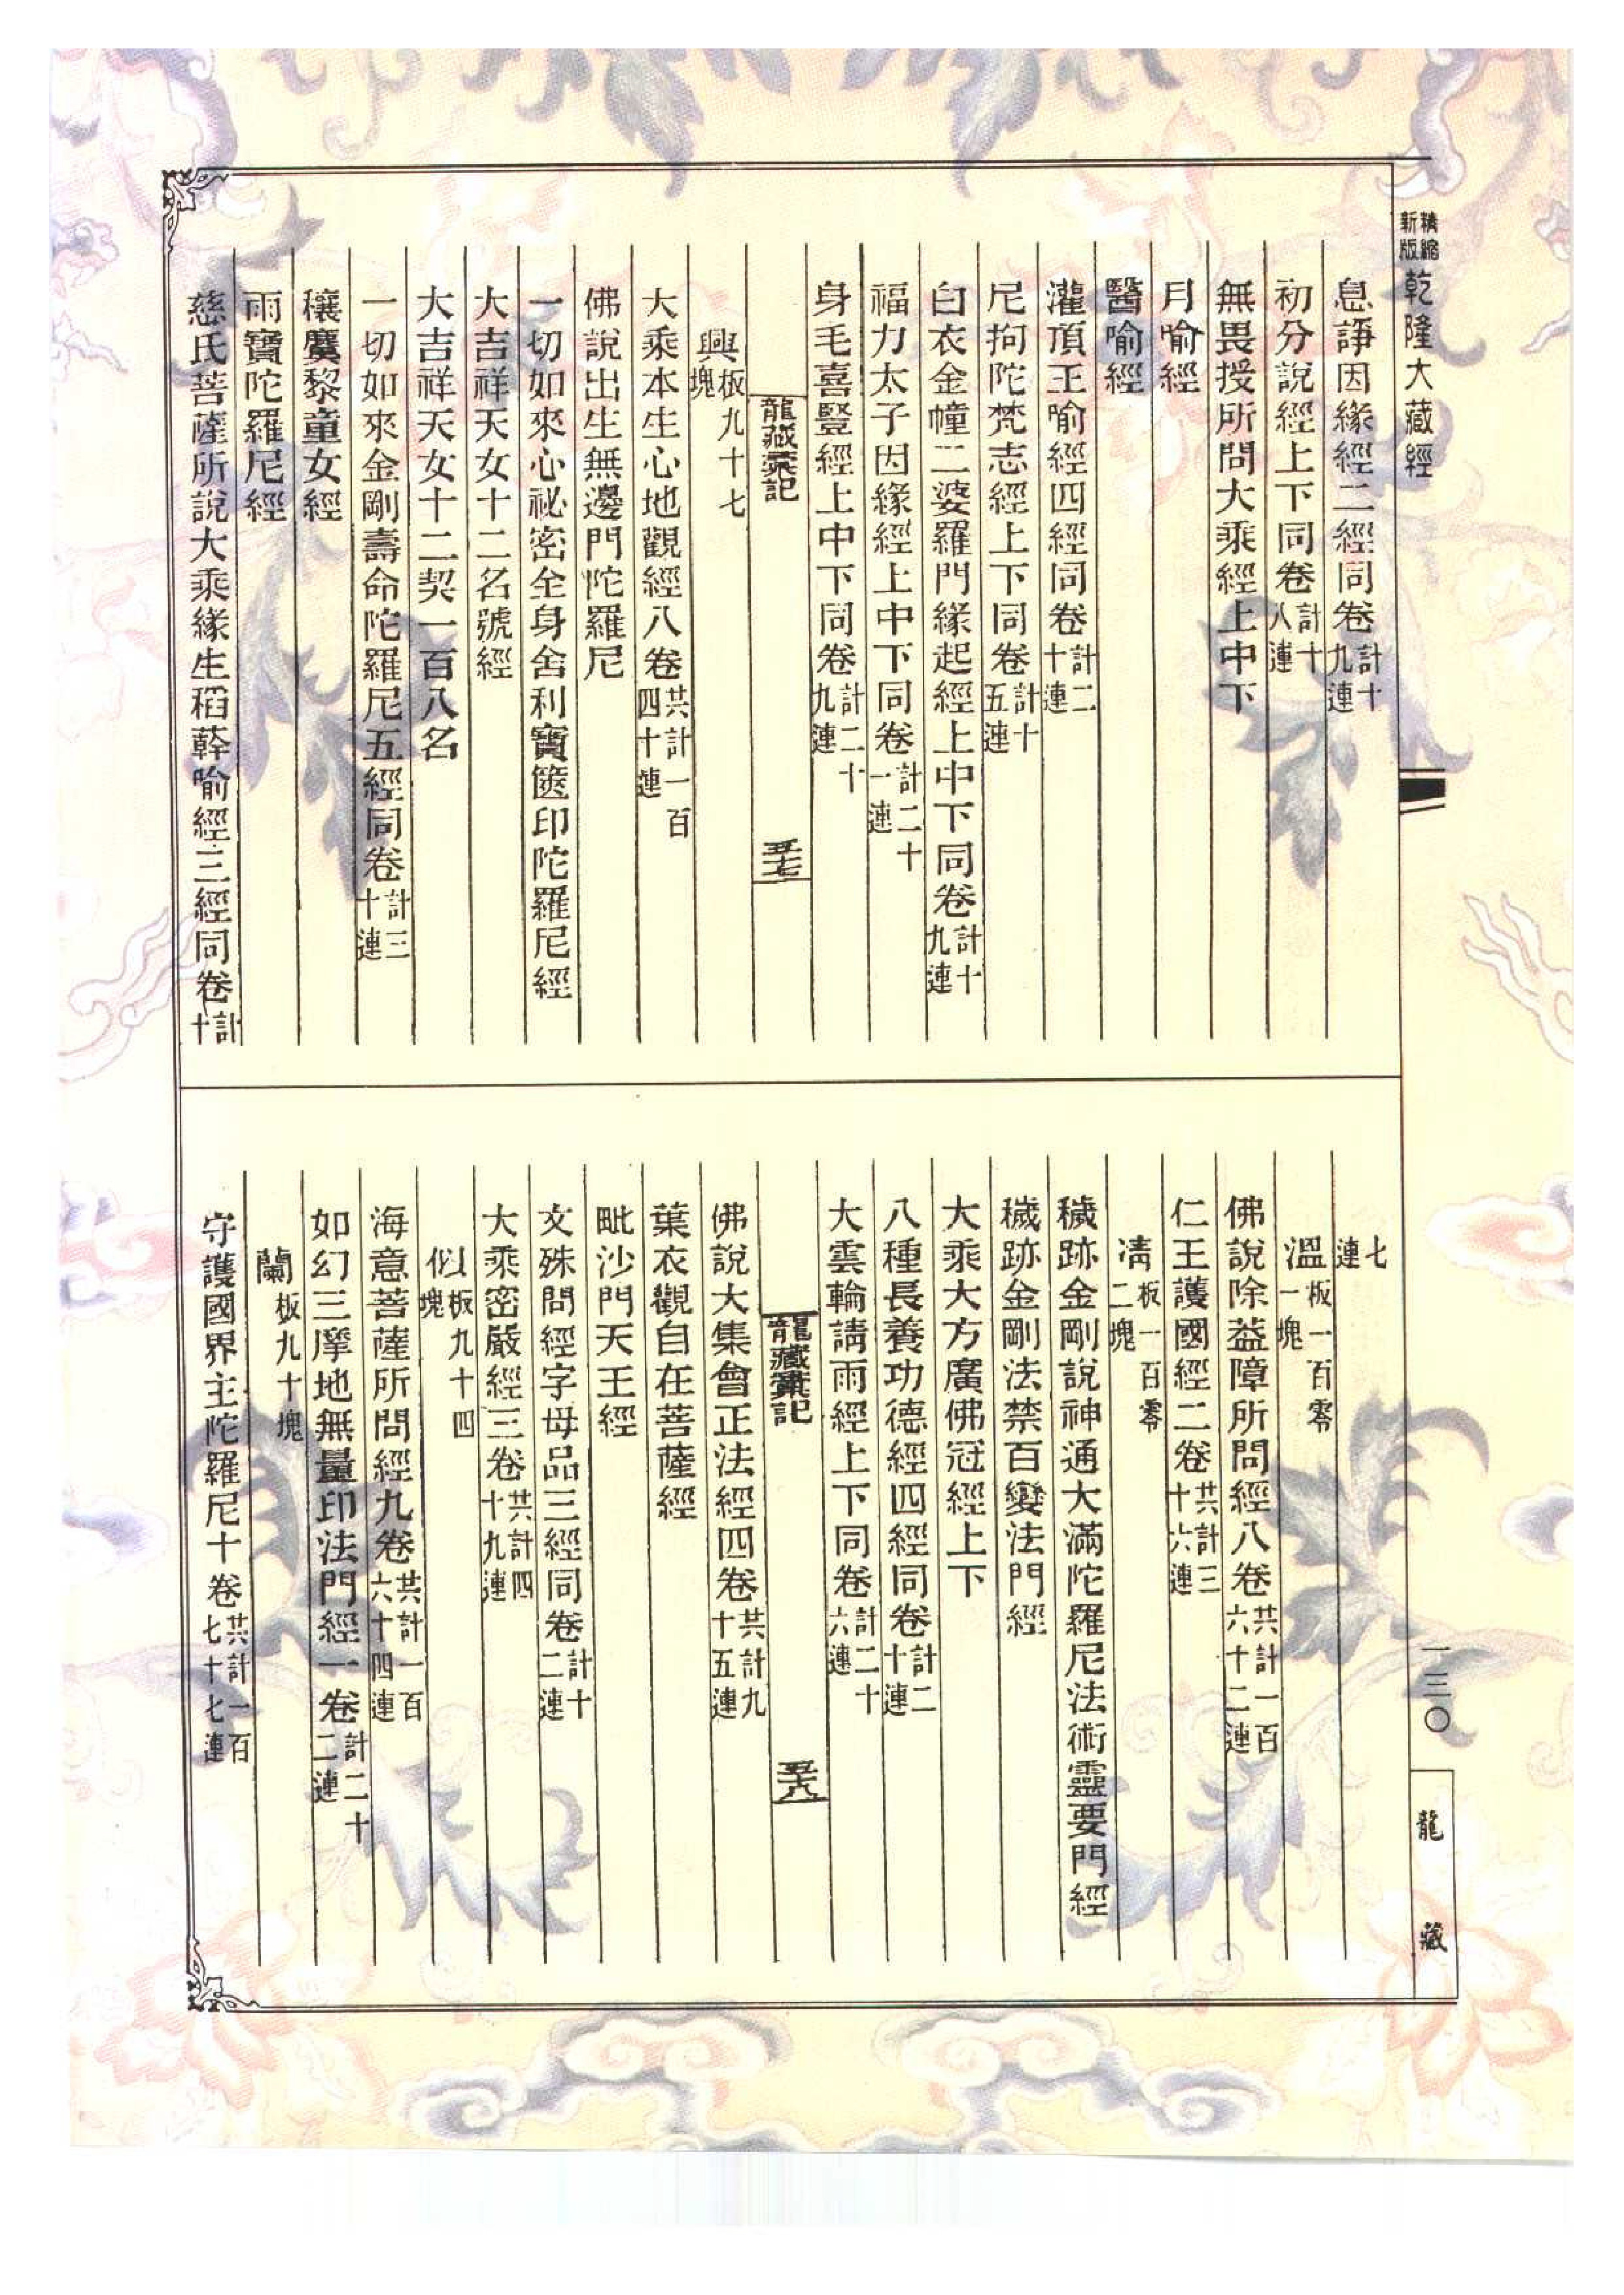 精縮
新版
乾隆大藏經
息諍因緣經二經同卷計十九連
初分說經上下同卷計十八連
無畏授所問大乘經上中下
月喻經
醫喻經
灌頂王喻經四經同卷計二十連
尼拘陀梵志經上下同卷計十五連
白衣金幢二婆羅門緣起經上中下同卷計十九連
福力太子因緣經上中下同卷計二十一連
身毛喜豎經上中下同卷計二十九連
龍藏彙記
五十七
興板九十七塊
大乘本生心地觀經八卷共計一百四十連
佛說出生無邊門陀羅尼
一切如來心祕密全身舍利寶篋印陀羅尼經
大吉祥天女十二名號經
大吉祥天女十二契一百八名
一切如來金剛壽命陀羅尼五經同卷計三十連
穰麌黎童女經
雨寶陀羅尼經
慈氏菩薩所說大乘緣生稻𦼮喻經三經同卷計十
七連
溫板一百零一塊
佛說除蓋障所問經八卷共計一百六十二連
仁王護國經二卷共計三十六連
凊板一百零二塊
穢跡金剛說神通大滿陀羅尼法術靈要門經
穢跡金剛法禁百變法門經
大乘大方廣佛冠經上下
八種長養功德經四經同卷計二十連
大雲輪請雨經上下同卷計二十六連
龍藏彙記
五十八
佛說大集會正法經四卷共計九十五連
葉衣觀自在菩薩經
毗沙門天王經
文殊問經字母品三經同卷計十二連
大乘密嚴經三卷共計四十九連
似板九十四塊
海意菩薩所問經九卷共計一百六十四連
如幻三摩地無量印法門經一卷計二十二連
蘭板九十塊
守護國界主陀羅尼十卷共計一百七十七連
一三〇
龍藏